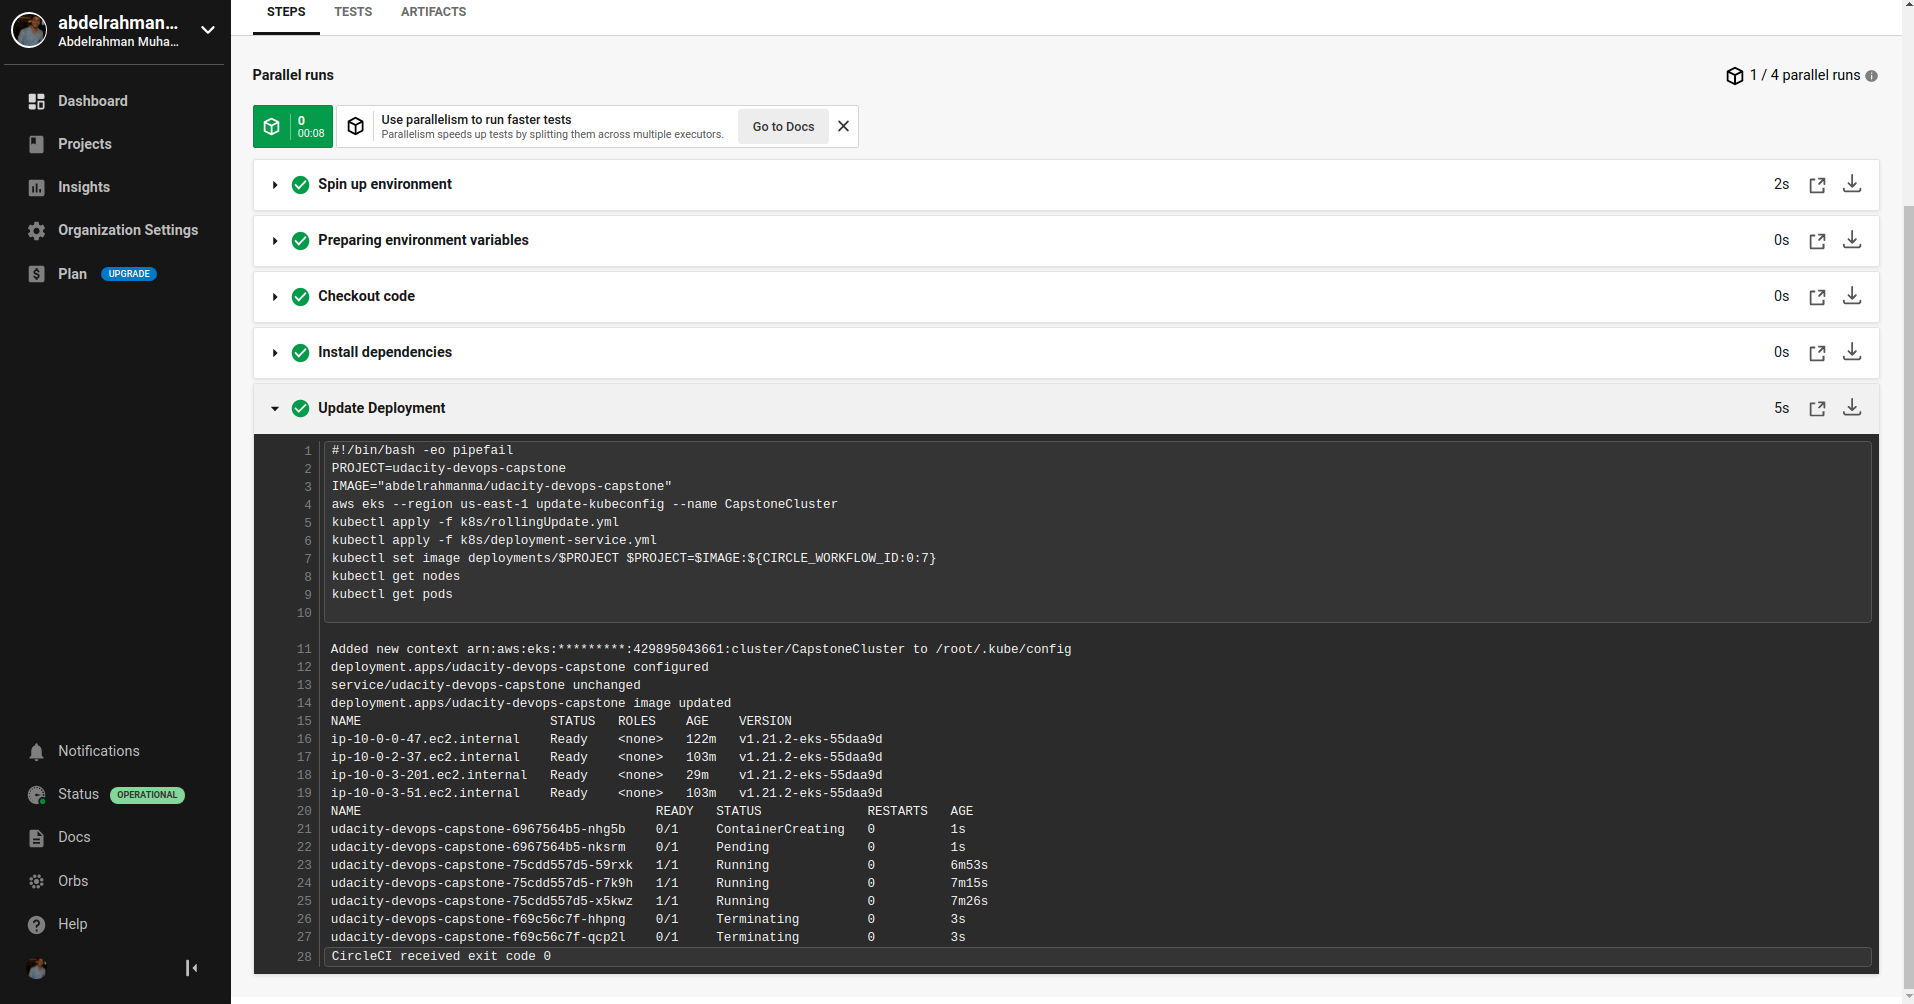 abdelrahman...
Abdelrahman Muha...
Dashboard
Projects
Insights
Organization Settings
Plan UPGRADE
Notifications
Status OPERATIONAL
Docs
Orbs
Help
STEPS TESTS ARTIFACTS
Parallel runs
1 / 4 parallel runs
0
00:08
Use parallelism to run faster tests
Parallelism speeds up tests by splitting them across multiple executors.
Go to Docs
Spin up environment 2s
Preparing environment variables 0s
Checkout code 0s
Install dependencies 0s
Update Deployment 5s
1 #!/bin/bash -eo pipefail
2 PROJECT=udacity-devops-capstone
3 IMAGE="abdelrahmanma/udacity-devops-capstone"
4 aws eks --region us-east-1 update-kubeconfig --name CapstoneCluster
5 kubectl apply -f k8s/rollingUpdate.yml
6 kubectl apply -f k8s/deployment-service.yml
7 kubectl set image deployments/$PROJECT $PROJECT=$IMAGE:${CIRCLE_WORKFLOW_ID:0:7}
8 kubectl get nodes
9 kubectl get pods
10
11 Added new context arn:aws:eks:*********:429895043661:cluster/CapstoneCluster to /root/.kube/config
12 deployment.apps/udacity-devops-capstone configured
13 service/udacity-devops-capstone unchanged
14 deployment.apps/udacity-devops-capstone image updated
15 NAME STATUS ROLES AGE VERSION
16 ip-10-0-0-47.ec2.internal Ready <none> 122m v1.21.2-eks-55daa9d
17 ip-10-0-2-37.ec2.internal Ready <none> 103m v1.21.2-eks-55daa9d
18 ip-10-0-3-201.ec2.internal Ready <none> 29m v1.21.2-eks-55daa9d
19 ip-10-0-3-51.ec2.internal Ready <none> 103m v1.21.2-eks-55daa9d
20 NAME READY STATUS RESTARTS AGE
21 udacity-devops-capstone-6967564b5-nhg5b 0/1 ContainerCreating 0 1s
22 udacity-devops-capstone-6967564b5-nksrm 0/1 Pending 0 1s
23 udacity-devops-capstone-75cdd557d5-59rxk 1/1 Running 0 6m53s
24 udacity-devops-capstone-75cdd557d5-r7k9h 1/1 Running 0 7m15s
25 udacity-devops-capstone-75cdd557d5-x5kwz 1/1 Running 0 7m26s
26 udacity-devops-capstone-f69c56c7f-hhpng 0/1 Terminating 0 3s
27 udacity-devops-capstone-f69c56c7f-qcp2l 0/1 Terminating 0 3s
28 CircleCI received exit code 0